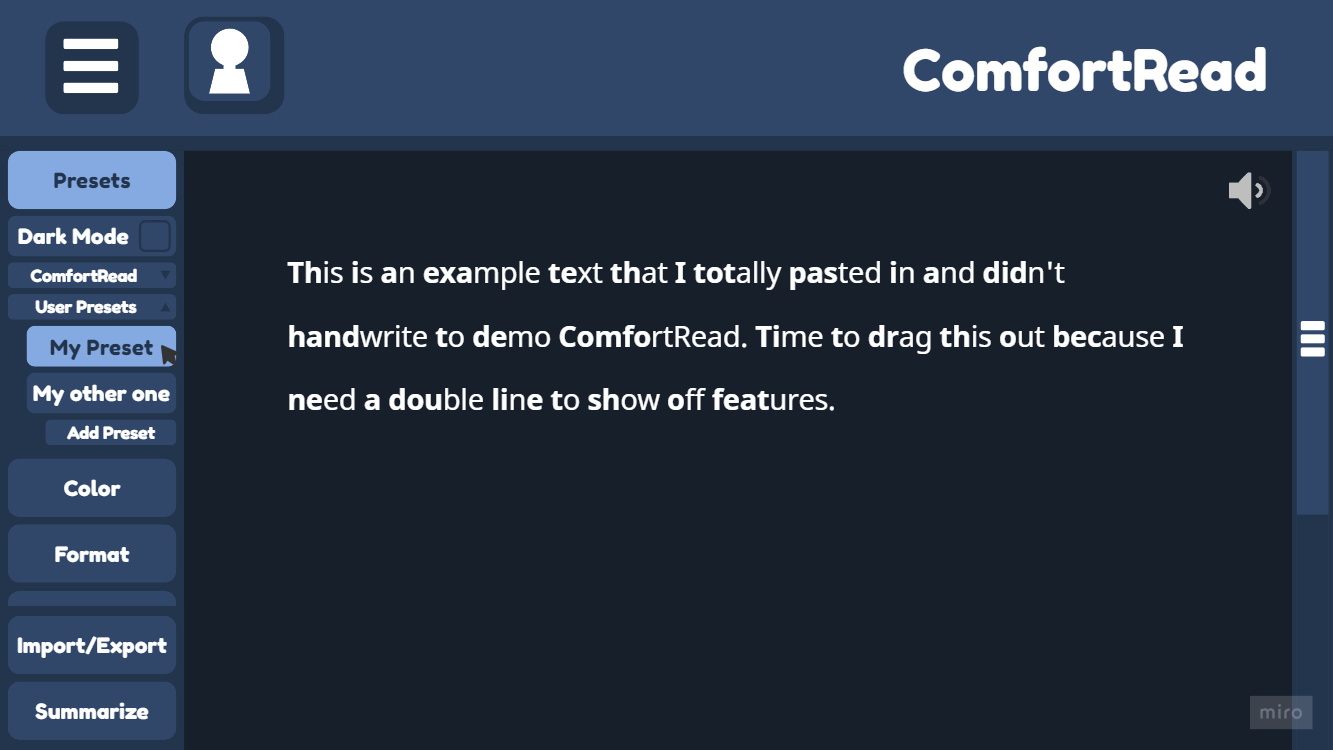 ComfortRead
Presets
Dark Mode
ComfortRead
User Presets
My Preset
My other one
Add Preset
Color
Format
Import/Export
Summarize
This is an example text that I totally pasted in and didn't
handwrite to demo ComfortRead. Time to drag this out because I
need a double line to show off features.
miro